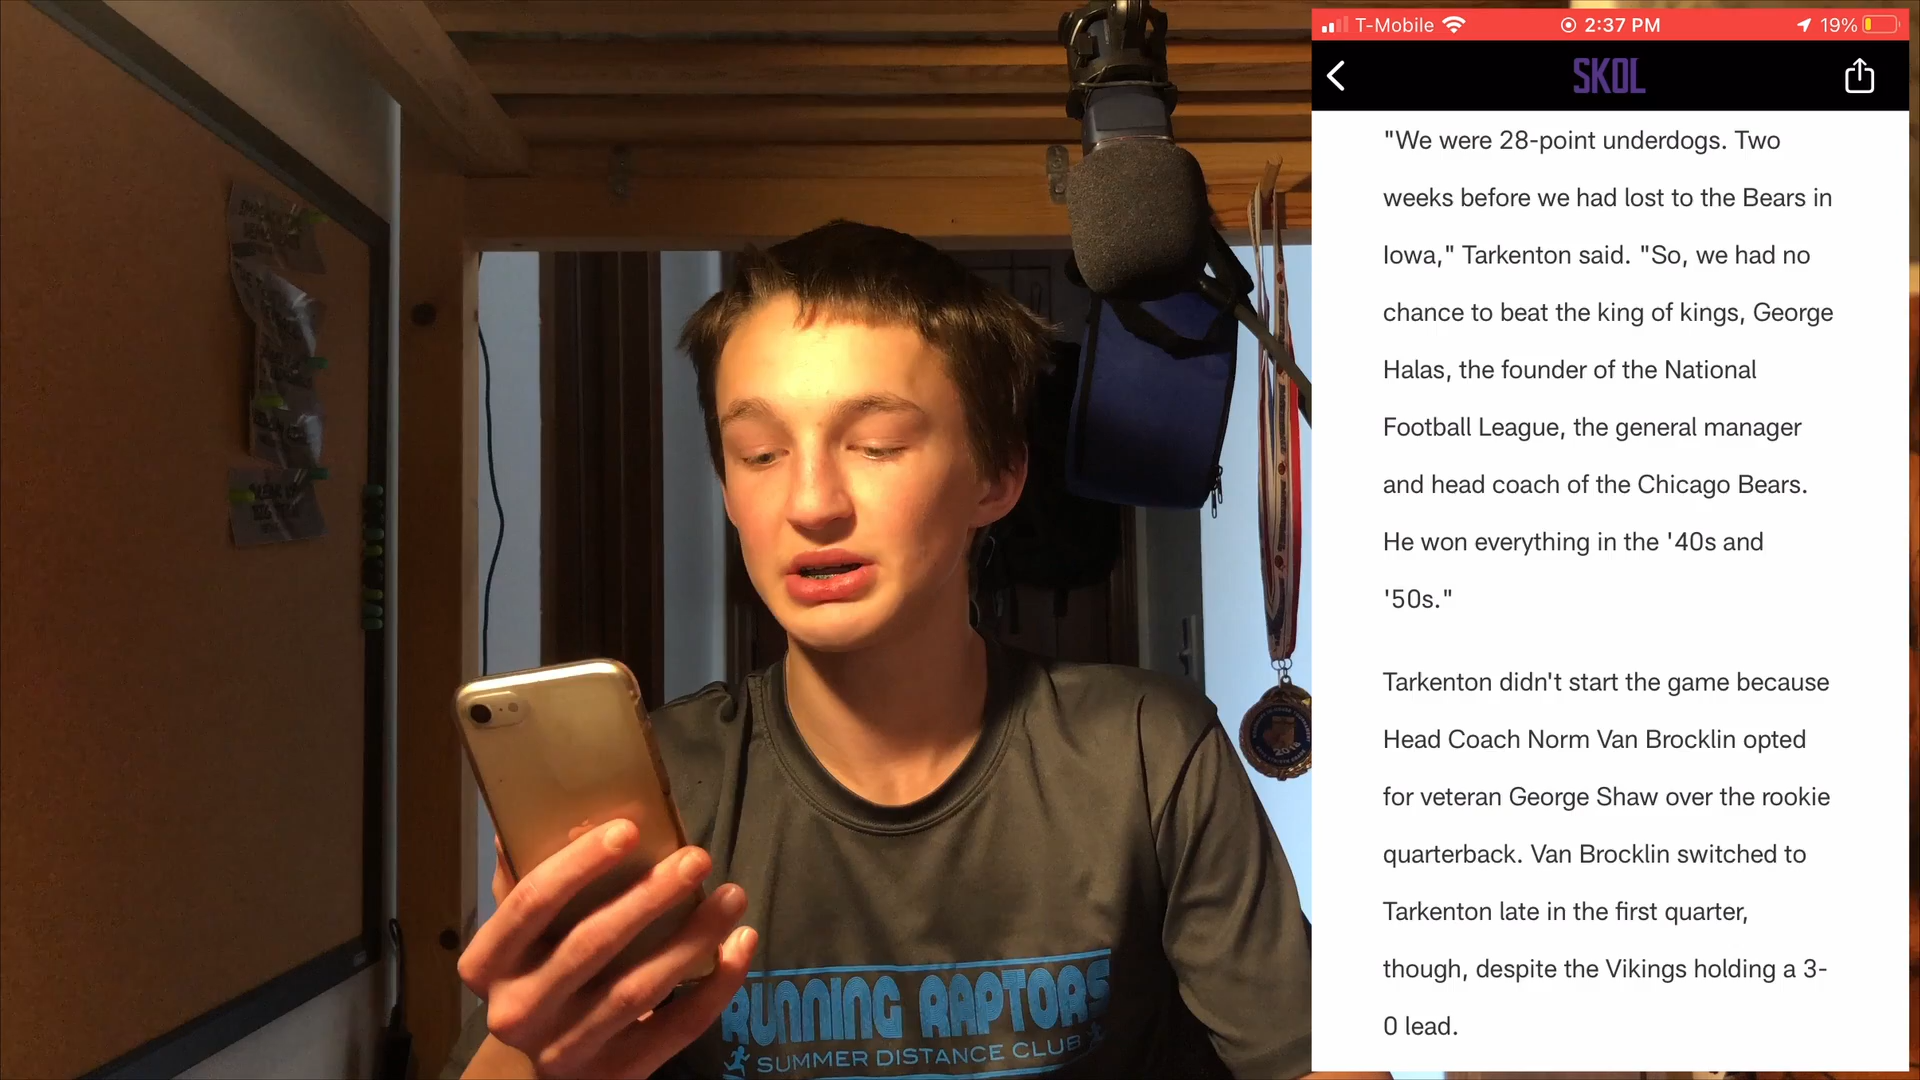 T-Mobile 2:37 PM 19%
SKOL
"We were 28-point underdogs. Two
weeks before we had lost to the Bears in
Iowa," Tarkenton said. "So, we had no
chance to beat the king of kings, George
Halas, the founder of the National
Football League, the general manager
and head coach of the Chicago Bears.
He won everything in the '40s and
'50s."
Tarkenton didn't start the game because
Head Coach Norm Van Brocklin opted
for veteran George Shaw over the rookie
quarterback. Van Brocklin switched to
Tarkenton late in the first quarter,
though, despite the Vikings holding a 3-
0 lead.
2018
RUNNING RAPTORS
SUMMER DISTANCE CLUB